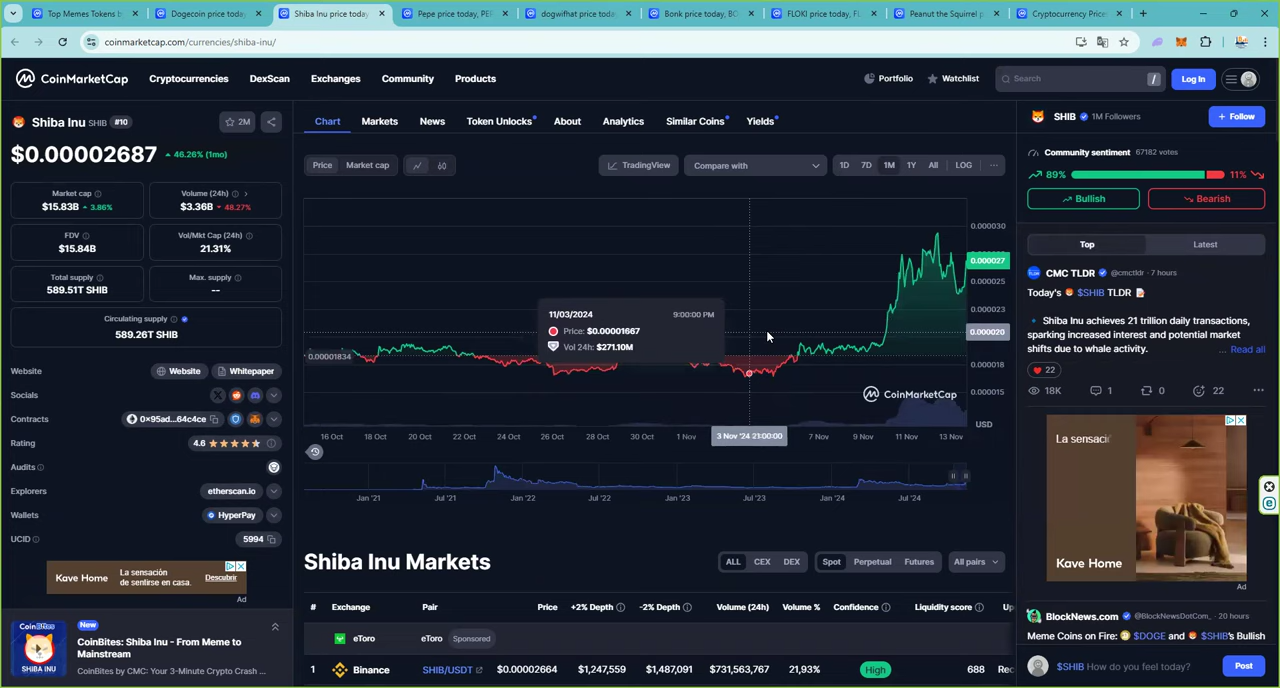 Top Memes Tokens b
Dogecoin price toda
Shiba Inu price today
Pepe price today, PE
dogwifhat price toda
Bonk price today, BO
FLOKI price today, FL
Peanut the Squirrel p
Cryptocurrency Price
coinmarketcap.com/currencies/shiba-inu/
CoinMarketCap
Cryptocurrencies
DexScan
Exchanges
Community
Products
Portfolio
Watchlist
Search /
Log In
Shiba Inu SHIB #10
2M
$0.00002687 46.26% (1mo)
Market cap
$15.83B 3.86%
Volume (24h)
$3.36B 48.27%
FDV
$15.84B
Vol/Mkt Cap (24h)
21.31%
Total supply
589.51T SHIB
Max. supply
--
Circulating supply
589.26T SHIB
Website Website Whitepaper
Socials
Contracts 0x95ad...64c4ce
Rating 4.6
Audits
Explorers etherscan.io
Wallets HyperPay
UCID 5994
Kave Home
La sensación
de sentirse en casa.
Descubrir
Ad
CoinBites
SHIBA INU
New
CoinBites: Shiba Inu - From Meme to
Mainstream
CoinBites by CMC: Your 3-Minute Crypto Crash ...
Chart Markets News Token Unlocks About Analytics Similar Coins Yields
Price Market cap
TradingView
Compare with
1D 7D 1M 1Y All LOG ...
0.000030
0.000027
0.000025
0.000023
0.000020
0.000018
0.000015
USD
0.00001834
11/03/2024 9:00:00 PM
Price: $0.00001667
Vol 24h: $271.10M
CoinMarketCap
16 Oct 18 Oct 20 Oct 22 Oct 24 Oct 26 Oct 28 Oct 30 Oct 1 Nov 3 Nov '24 21:00:00 7 Nov 9 Nov 11 Nov 13 Nov
Jan '21 Jul '21 Jan '22 Jul '22 Jan '23 Jul '23 Jan '24 Jul '24
Shiba Inu Markets
ALL CEX DEX
Spot Perpetual Futures
All pairs
# Exchange Pair Price +2% Depth -2% Depth Volume (24h) Volume % Confidence Liquidity score Up
eToro eToro Sponsored
1 Binance SHIB/USDT $0.00002664 $1,247,559 $1,487,091 $731,563,767 21,93% High 688 Rec
SHIB 1M Followers
+ Follow
Community sentiment 67182 votes
89% 11%
Bullish Bearish
Top Latest
CMC TLDR @cmctldr · 7 hours
Today's $SHIB TLDR
Shiba Inu achieves 21 trillion daily transactions,
sparking increased interest and potential market
shifts due to whale activity. ... Read all
22
18K 1 0 22
La sensació
Kave Home
Ad
BlockNews.com @BlockNewsDotCom_ · 20 hours
Meme Coins on Fire: $DOGE and $SHIB's Bullish
$SHIB How do you feel today?
Post